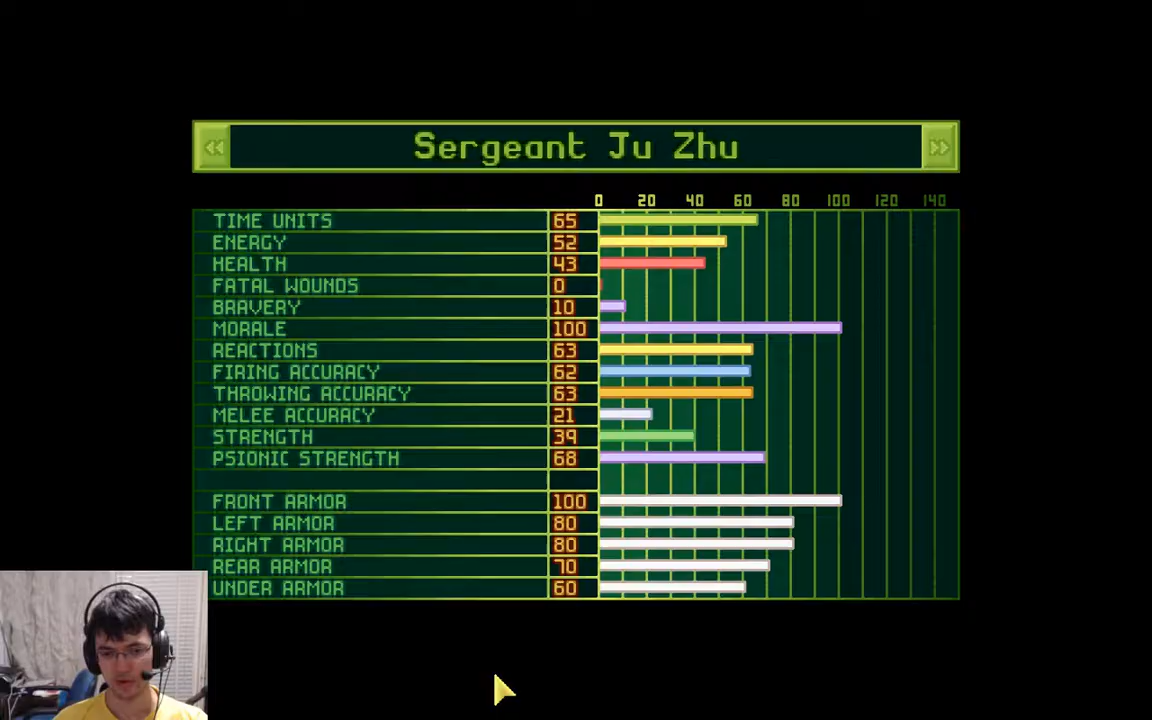 Sergeant Ju Zhu
0 20 40 60 80 100 120 140
TIME UNITS 65
ENERGY 52
HEALTH 43
FATAL WOUNDS 0
BRAVERY 10
MORALE 100
REACTIONS 63
FIRING ACCURACY 62
THROWING ACCURACY 63
MELEE ACCURACY 21
STRENGTH 39
PSIONIC STRENGTH 68
FRONT ARMOR 100
LEFT ARMOR 80
RIGHT ARMOR 80
REAR ARMOR 70
UNDER ARMOR 60